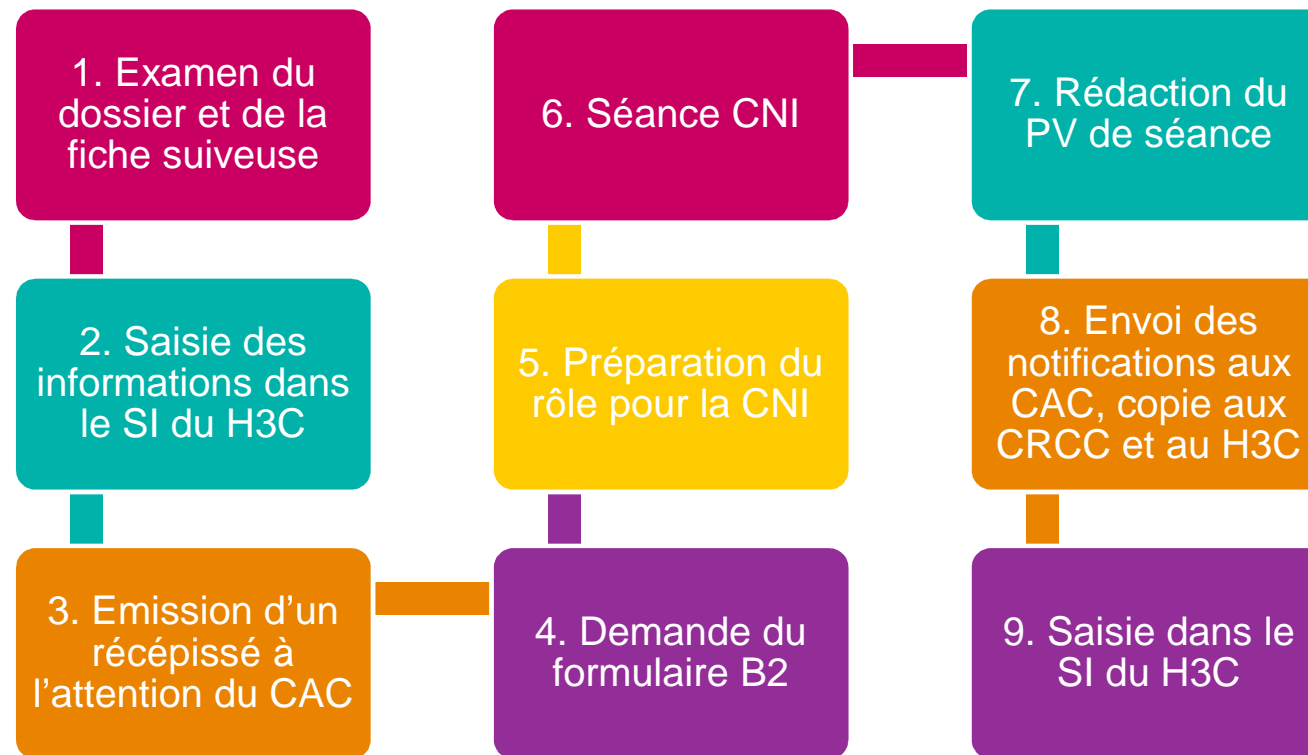 1. Examen du
dossier et de la
fiche suiveuse
2. Saisie des
informations dans
le SI du H3C
3. Emission d’un
récépissé à
l’attention du CAC
4. Demande du
formulaire B2
5. Préparation du
rôle pour la CNI
6. Séance CNI
7. Rédaction du
PV de séance
8. Envoi des
notifications aux
CAC, copie aux
CRCC et au H3C
9. Saisie dans le
SI du H3C